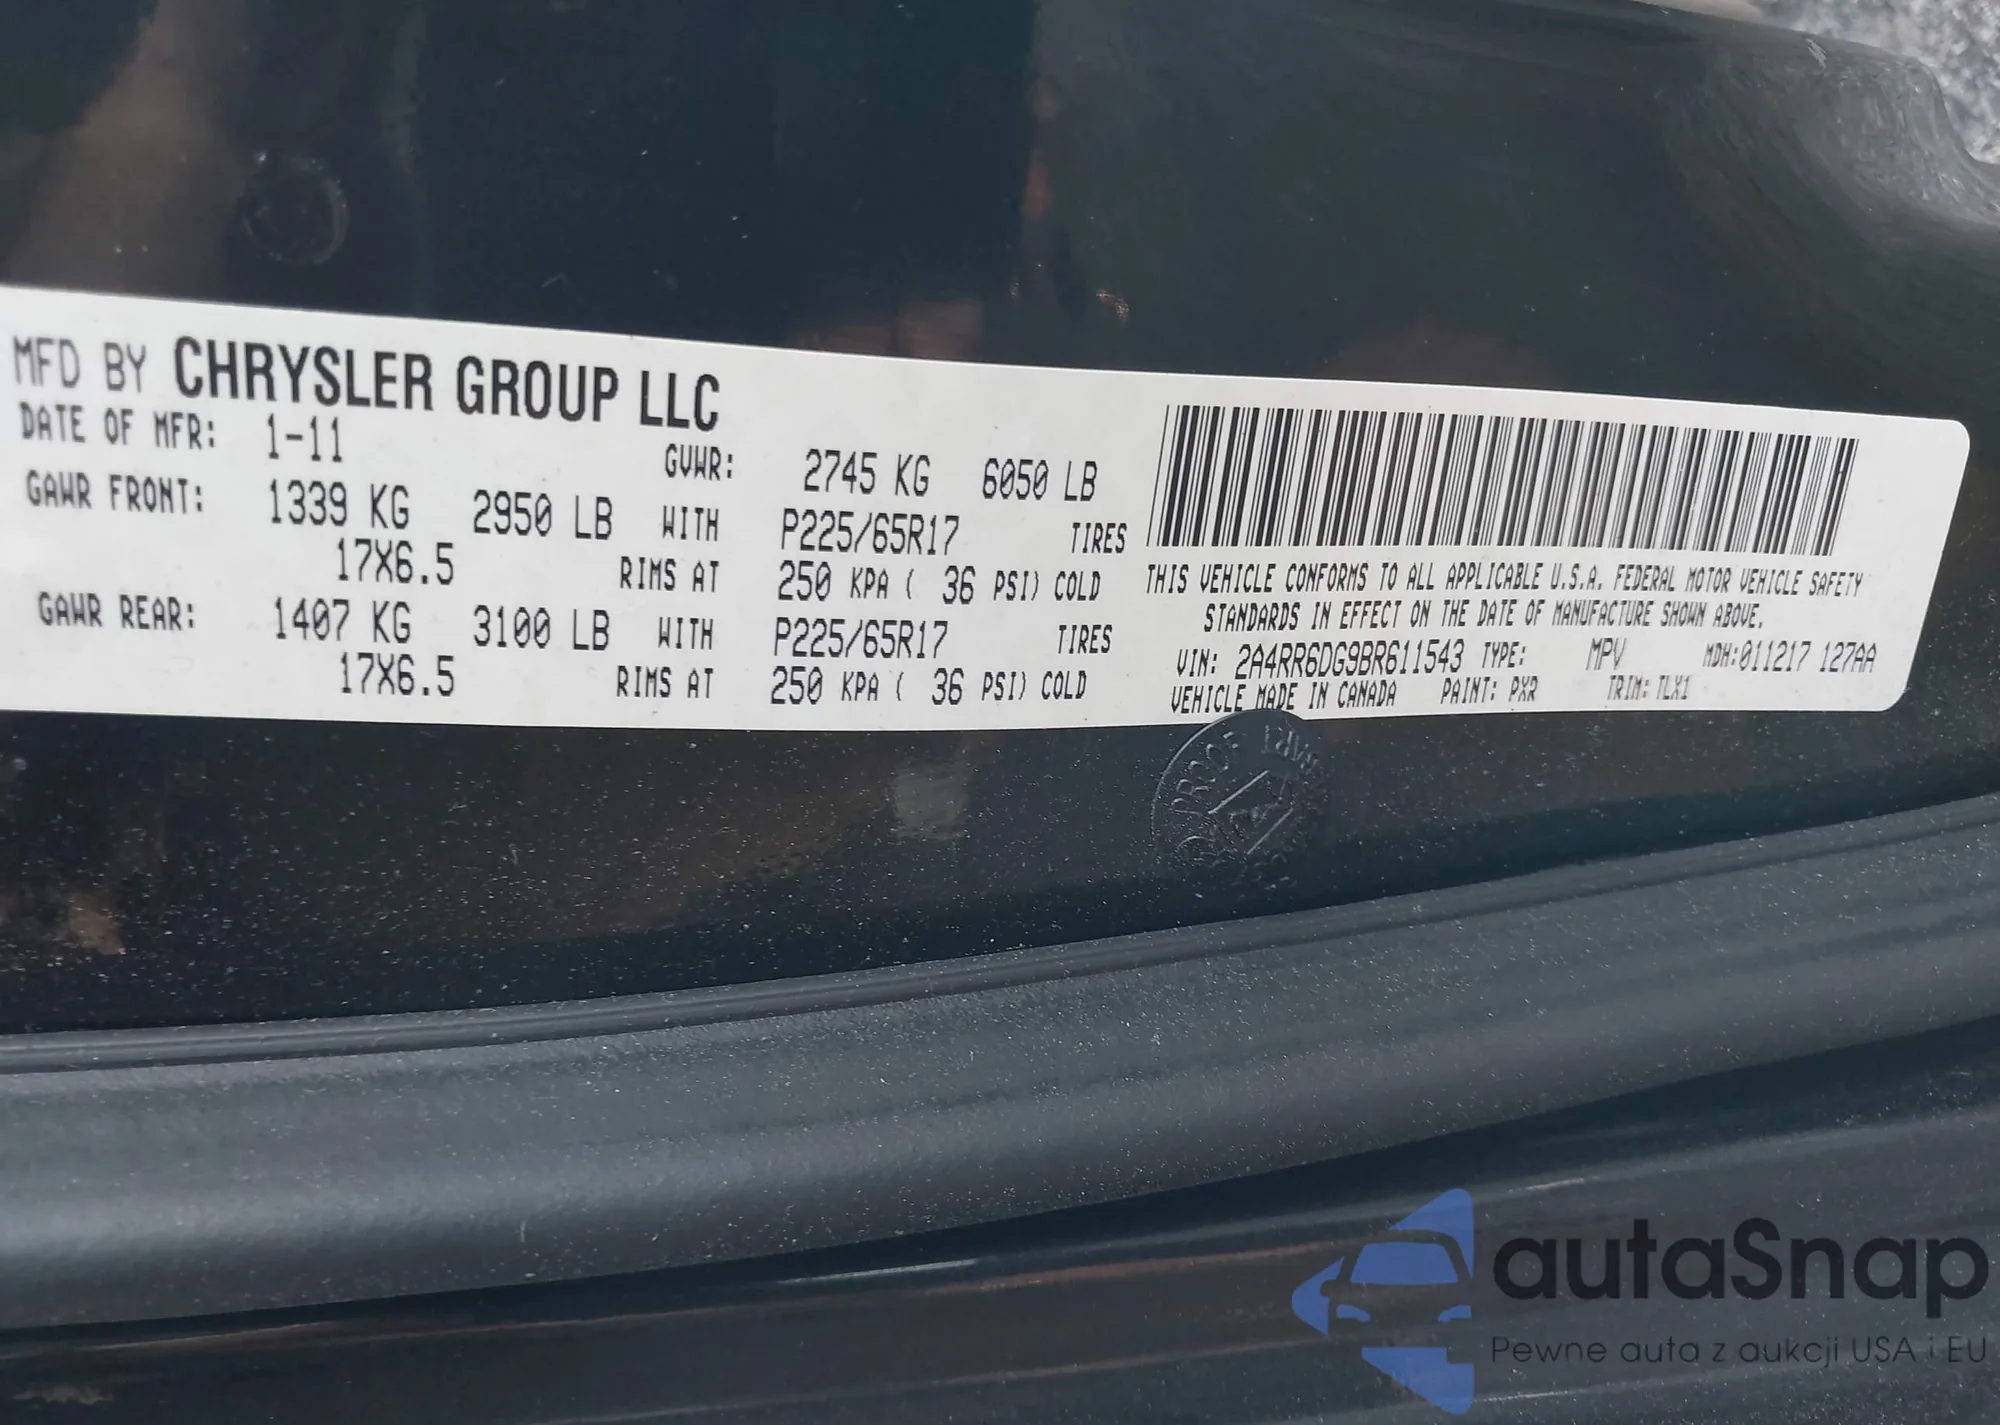 MFD BY CHRYSLER GROUP LLC
DATE OF MFR: 1-11 GVWR: 2745 KG 6050 LB
GAWR FRONT: 1339 KG 2950 LB WITH P225/65R17 TIRES
17X6.5 RIMS AT 250 KPA ( 36 PSI) COLD
GAWR REAR: 1407 KG 3100 LB WITH P225/65R17 TIRES
17X6.5 RIMS AT 250 KPA ( 36 PSI) COLD
THIS VEHICLE CONFORMS TO ALL APPLICABLE U.S.A. FEDERAL MOTOR VEHICLE SAFETY
STANDARDS IN EFFECT ON THE DATE OF MANUFACTURE SHOWN ABOVE.
VIN: 2A4RR6DG9BR611543 TYPE: MPV MDH:011217 127AA
VEHICLE MADE IN CANADA PAINT: PXR TRIM: TLX1
PROOF
autaSnap
Pewne auta z aukcji USA i EU